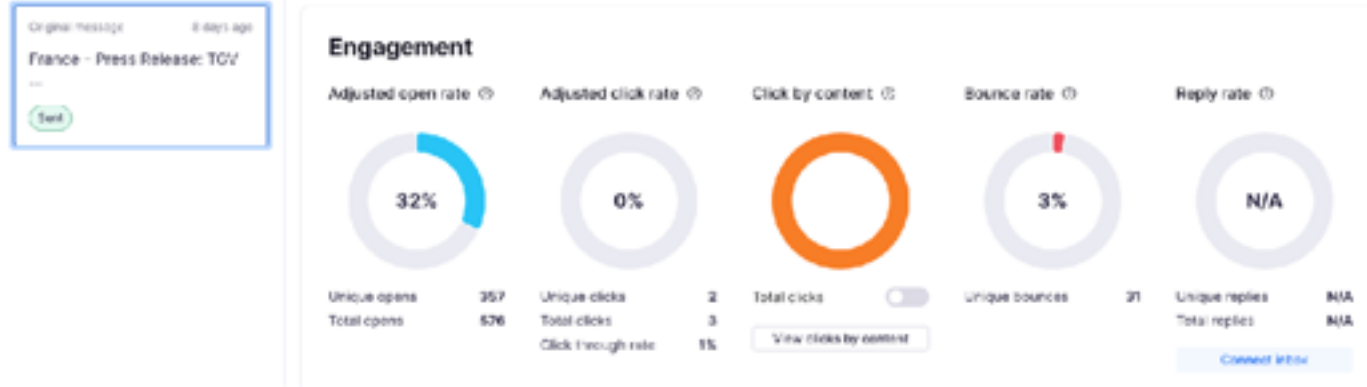 Original message 8 days ago
France - Press Release: TGV
...
Sent
Engagement
Adjusted open rate
Adjusted click rate
Click by content
Bounce rate
Reply rate
32%
0%
3%
N/A
Unique opens 357
Total opens 576
Unique clicks 2
Total clicks 3
Click through rate 1%
Total clicks
View clicks by content
Unique bounces 31
Unique replies N/A
Total replies N/A
Connect inbox